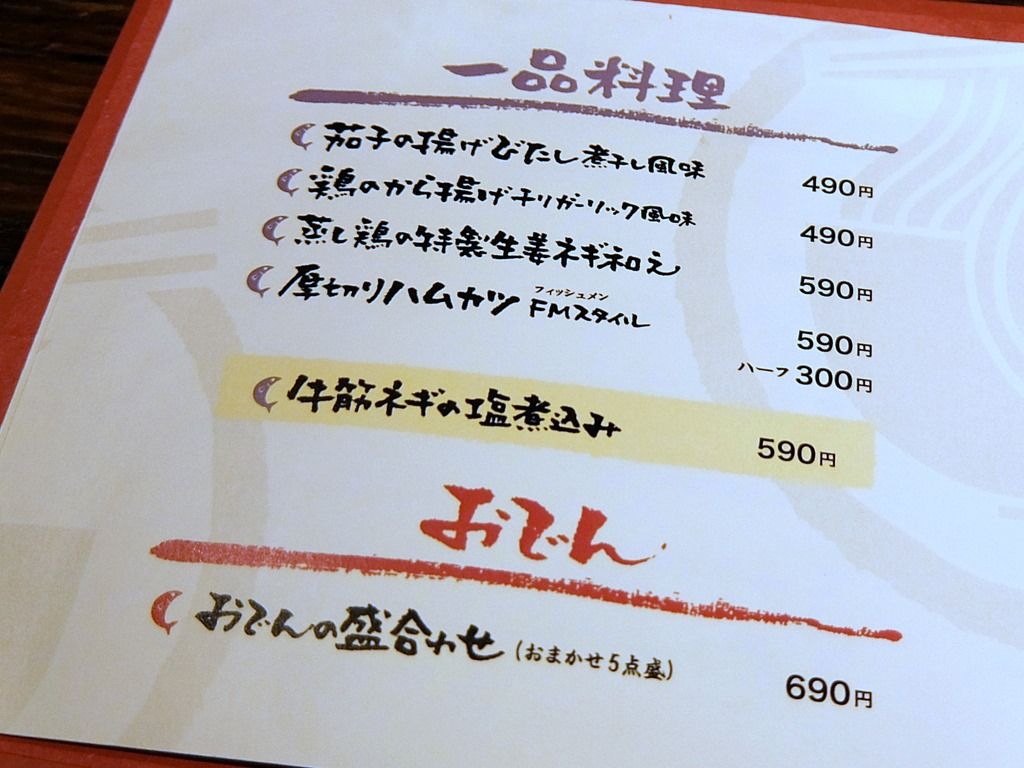 一品料理
茄子の揚げびたし煮干し風味 490円
鶏のから揚げチリガーリック風味 490円
蒸し鶏の特製生姜ネギ和え 590円
フィッシュメン
厚切りハムカツ FMスタイル 590円
ハーフ 300円
牛筋ネギの塩煮込み 590円
おでん
おでんの盛合わせ (おまかせ5点盛) 690円